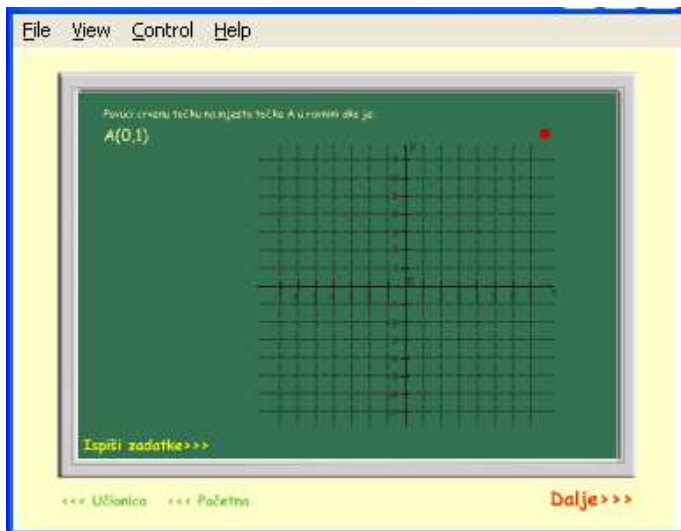 File View Control Help
Povuci crvenu točku na mjesto točke A u ravnini ako je:
A(0,1)
y
x
Ispiši zadatke>>>
<<< Učionica <<< Početna Dalje>>>